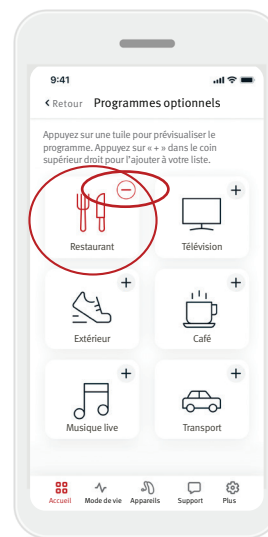 9:41
Retour Programmes optionnels
Appuyez sur une tuile pour prévisualiser le
programme. Appuyez sur « + » dans le coin
supérieur droit pour l'ajouter à votre liste.
Restaurant
Télévision
Extérieur
Café
Musique live
Transport
Accueil Mode de vie Appareils Support Plus